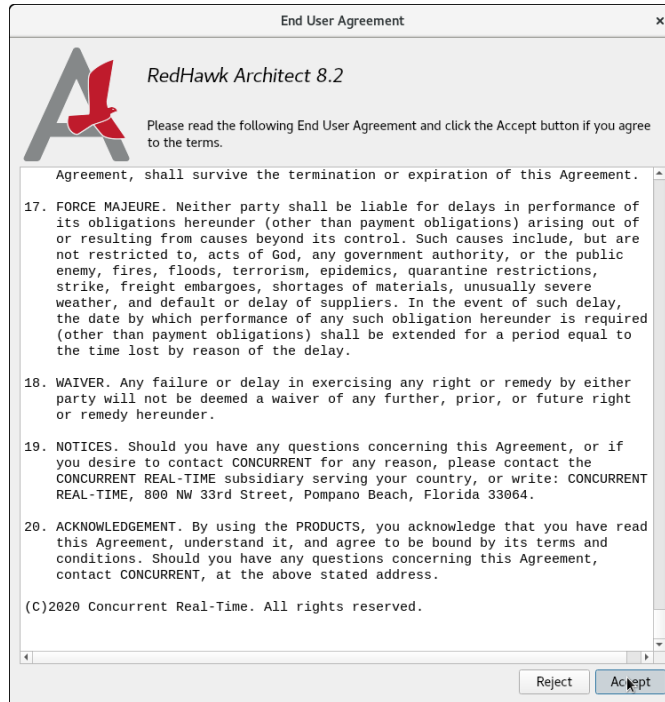 End User Agreement
RedHawk Architect 8.2
Please read the following End User Agreement and click the Accept button if you agree
to the terms.
Agreement, shall survive the termination or expiration of this Agreement.
17. FORCE MAJEURE. Neither party shall be liable for delays in performance of
its obligations hereunder (other than payment obligations) arising out of
or resulting from causes beyond its control. Such causes include, but are
not restricted to, acts of God, any government authority, or the public
enemy, fires, floods, terrorism, epidemics, quarantine restrictions,
strike, freight embargoes, shortages of materials, unusually severe
weather, and default or delay of suppliers. In the event of such delay,
the date by which performance of any such obligation hereunder is required
(other than payment obligations) shall be extended for a period equal to
the time lost by reason of the delay.
18. WAIVER. Any failure or delay in exercising any right or remedy by either
party will not be deemed a waiver of any further, prior, or future right
or remedy hereunder.
19. NOTICES. Should you have any questions concerning this Agreement, or if
you desire to contact CONCURRENT for any reason, please contact the
CONCURRENT REAL-TIME subsidiary serving your country, or write: CONCURRENT
REAL-TIME, 800 NW 33rd Street, Pompano Beach, Florida 33064.
20. ACKNOWLEDGEMENT. By using the PRODUCTS, you acknowledge that you have read
this Agreement, understand it, and agree to be bound by its terms and
conditions. Should you have any questions concerning this Agreement,
contact CONCURRENT, at the above stated address.
(C)2020 Concurrent Real-Time. All rights reserved.
Reject
Accept